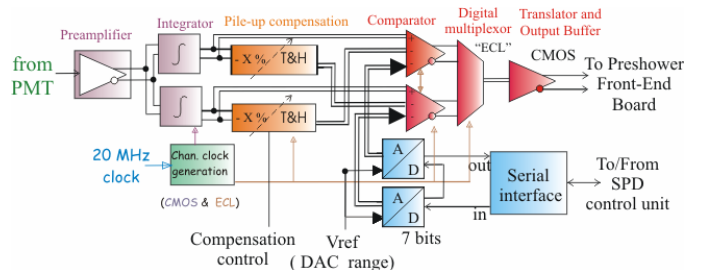 Preamplifier
Integrator
Pile-up compensation
Comparator
Digital
multiplexor
"ECL"
Translator and
Output Buffer
CMOS
from
PMT
∫
- X %
T&H
∫
- X %
T&H
+
-
+
-
To Preshower
Front-End
Board
20 MHz
clock
Chan. clock
generation
(CMOS & ECL)
A
D
A
D
out
in
Serial
interface
To/From
SPD
control unit
Compensation
control
Vref
( DAC range)
7 bits